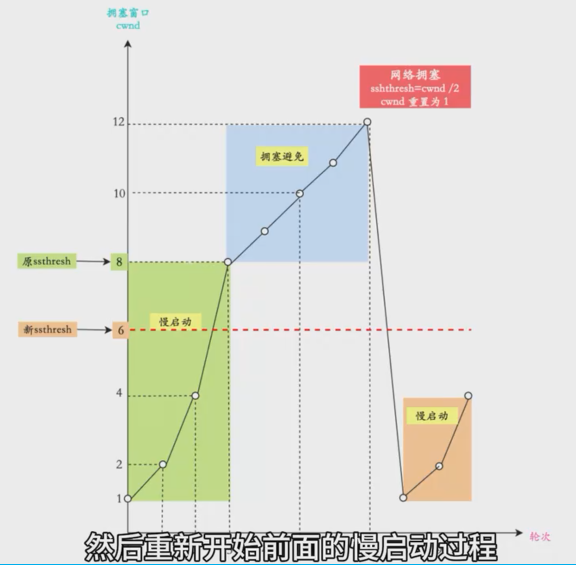 拥塞窗口
cwnd
网络拥塞
sshthresh=cwnd /2
cwnd 重置为 1
12
拥塞避免
10
原ssthresh
8
慢启动
新ssthresh
6
4
慢启动
2
1
然后重新开始前面的慢启动过程
轮次